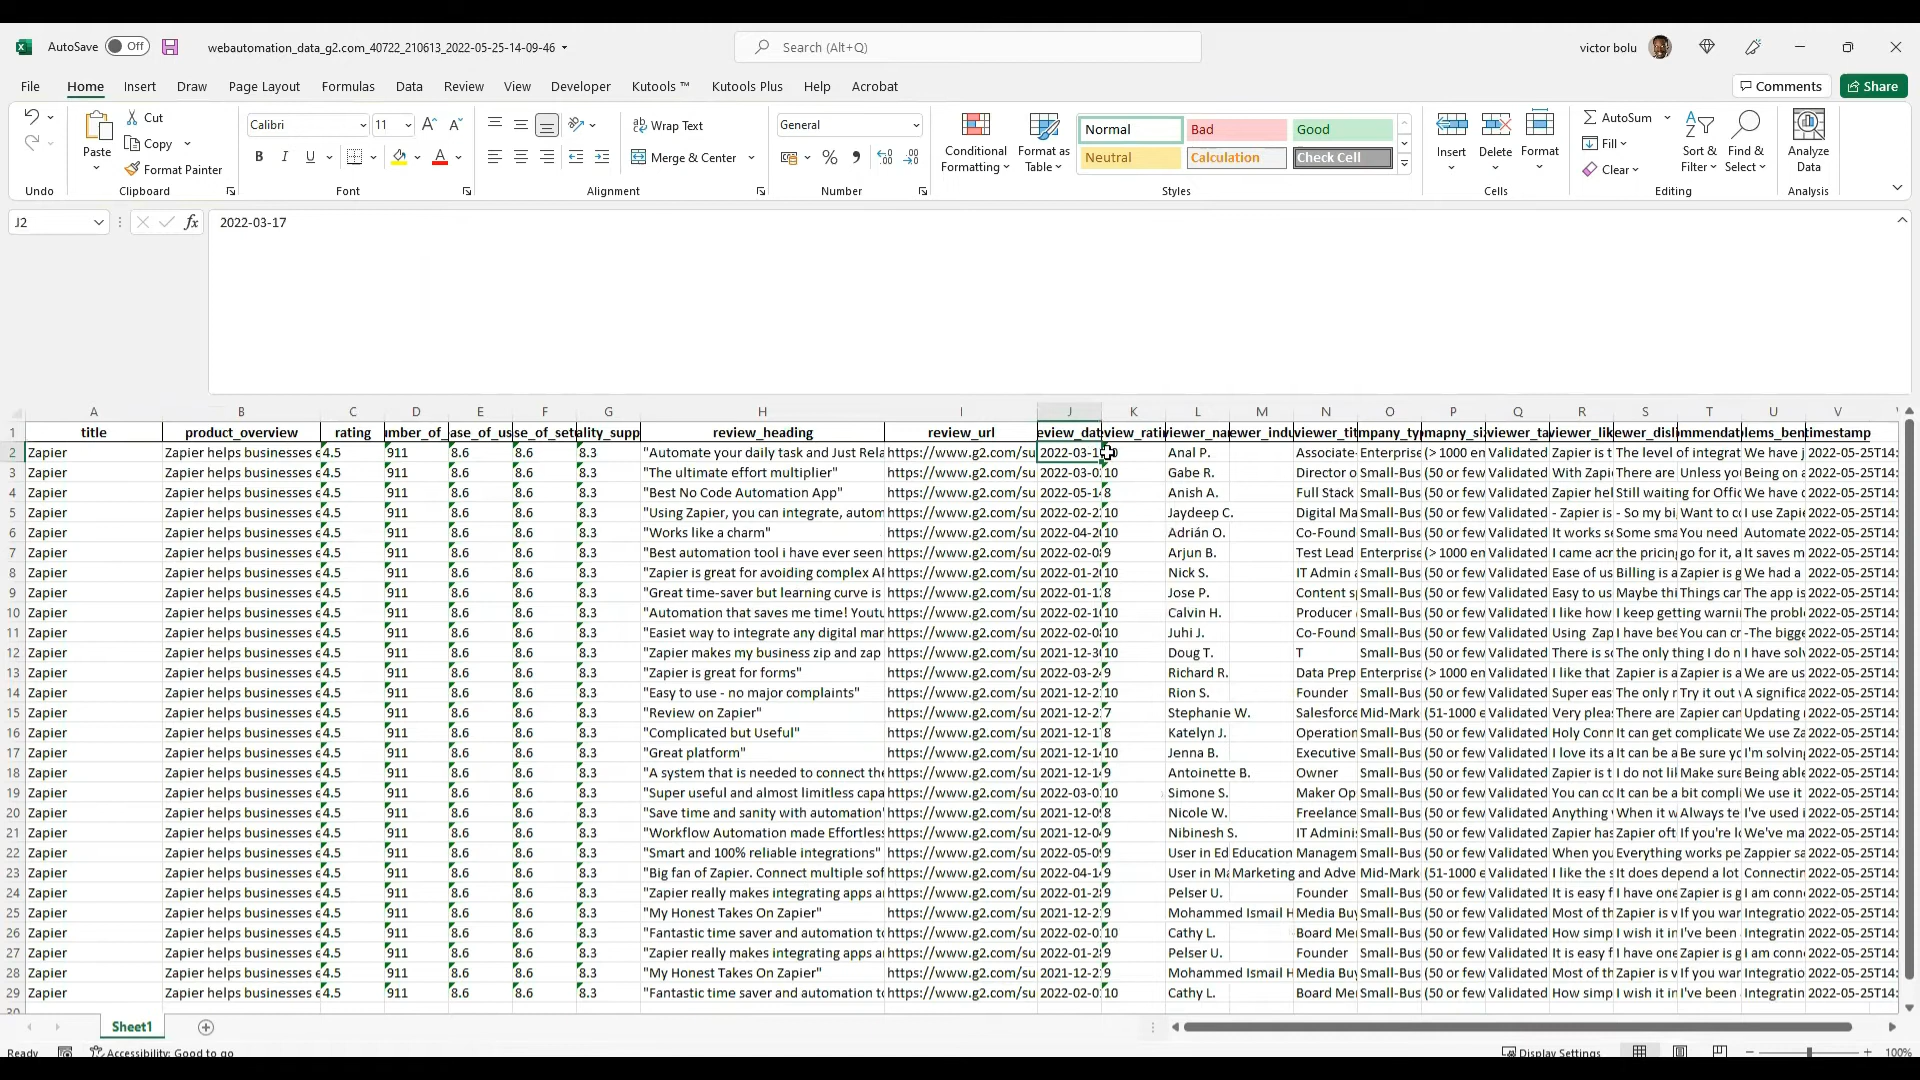 AutoSave Off webautomation_data_g2.com_40722_210613_2022-05-25-14-09-46 Search (Alt+Q) victor bolu
File Home Insert Draw Page Layout Formulas Data Review View Developer Kutools ™ Kutools Plus Help Acrobat Comments Share
Cut Calibri 11 Wrap Text General Normal Bad Good AutoSum
Paste Copy Merge & Center Conditional Formatting Format as Table Neutral Calculation Check Cell Insert Delete Format Fill Sort & Filter Find & Select Analyze Data
Format Painter Clear
Undo Clipboard Font Alignment Number Styles Cells Editing Analysis
J2 fx 2022-03-17
A B C D E F G H I J K L M N O P Q R S T U V
1 title product_overview rating review_heading review_url timestamp
2 Zapier Zapier helps businesses e 4.5 911 8.6 8.6 8.3 "Automate your daily task and Just Rela https://www.g2.com/su 2022-03-1 Anal P. Associate Enterprise (> 1000 en Validated Zapier is t The level of integrat We have j 2022-05-25T14:
3 Zapier Zapier helps businesses e 4.5 911 8.6 8.6 8.3 "The ultimate effort multiplier" https://www.g2.com/su 2022-03-0 10 Gabe R. Director o Small-Bus (50 or few Validated With Zapi There are Unless yo Being on a 2022-05-25T14:
4 Zapier Zapier helps businesses e 4.5 911 8.6 8.6 8.3 "Best No Code Automation App" https://www.g2.com/su 2022-05-14 8 Anish A. Full Stack Small-Bus (50 or few Validated Zapier hel Still waiting for Offic We have c 2022-05-25T14:
5 Zapier Zapier helps businesses e 4.5 911 8.6 8.6 8.3 "Using Zapier, you can integrate, autom https://www.g2.com/su 2022-02-2 10 Jaydeep C. Digital Ma Small-Bus (50 or few Validated - Zapier is - So my bi Want to co I use Zapie 2022-05-25T14:
6 Zapier Zapier helps businesses e 4.5 911 8.6 8.6 8.3 "Works like a charm" https://www.g2.com/su 2022-04-2 10 Adrián O. Co-Found Small-Bus (50 or few Validated It works s Some sma You need Automate 2022-05-25T14:
7 Zapier Zapier helps businesses e 4.5 911 8.6 8.6 8.3 "Best automation tool i have ever seen https://www.g2.com/su 2022-02-0 9 Arjun B. Test Lead Enterprise (> 1000 en Validated I came acr the pricing go for it, a It saves m 2022-05-25T14:
8 Zapier Zapier helps businesses e 4.5 911 8.6 8.6 8.3 "Zapier is great for avoiding complex AI https://www.g2.com/su 2022-01-2 10 Nick S. IT Admin a Small-Bus (50 or few Validated Ease of us Billing is a Zapier is g We had a 2022-05-25T14:
9 Zapier Zapier helps businesses e 4.5 911 8.6 8.6 8.3 "Great time-saver but learning curve is https://www.g2.com/su 2022-01-1 8 Jose P. Content s Small-Bus (50 or few Validated Easy to us Maybe thi Things car The app is 2022-05-25T14:
10 Zapier Zapier helps businesses e 4.5 911 8.6 8.6 8.3 "Automation that saves me time! Youtu https://www.g2.com/su 2022-02-1 10 Calvin H. Producer Small-Bus (50 or few Validated I like how I keep getting warni The probl 2022-05-25T14:
11 Zapier Zapier helps businesses e 4.5 911 8.6 8.6 8.3 "Easiet way to integrate any digital mar https://www.g2.com/su 2022-02-0 10 Juhi J. Co-Found Small-Bus (50 or few Validated Using Zap I have bee You can cr -The bigge 2022-05-25T14:
12 Zapier Zapier helps businesses e 4.5 911 8.6 8.6 8.3 "Zapier makes my business zip and zap https://www.g2.com/su 2021-12-3 10 Doug T. T Small-Bus (50 or few Validated There is so The only thing I do n I have solv 2022-05-25T14:
13 Zapier Zapier helps businesses e 4.5 911 8.6 8.6 8.3 "Zapier is great for forms" https://www.g2.com/su 2022-03-2 9 Richard R. Data Prep Enterprise (> 1000 en Validated I like that Zapier is a Zapier is a We are us 2022-05-25T14:
14 Zapier Zapier helps businesses e 4.5 911 8.6 8.6 8.3 "Easy to use - no major complaints" https://www.g2.com/su 2021-12-2 10 Rion S. Founder Small-Bus (50 or few Validated Super eas The only r Try it out A significa 2022-05-25T14:
15 Zapier Zapier helps businesses e 4.5 911 8.6 8.6 8.3 "Review on Zapier" https://www.g2.com/su 2021-12-2 7 Stephanie W. Salesforce Mid-Mark (51-1000 e Validated Very plea There are Zapier can Updating 2022-05-25T14:
16 Zapier Zapier helps businesses e 4.5 911 8.6 8.6 8.3 "Complicated but Useful" https://www.g2.com/su 2021-12-1 8 Katelyn J. Operation Small-Bus (50 or few Validated Holy Conn It can get complicate We use Za 2022-05-25T14:
17 Zapier Zapier helps businesses e 4.5 911 8.6 8.6 8.3 "Great platform" https://www.g2.com/su 2021-12-1 10 Jenna B. Executive Small-Bus (50 or few Validated I love its a It can be a Be sure yo I'm solving 2022-05-25T14:
18 Zapier Zapier helps businesses e 4.5 911 8.6 8.6 8.3 "A system that is needed to connect the https://www.g2.com/su 2021-12-14 9 Antoinette B. Owner Small-Bus (50 or few Validated Zapier is t I do not lil Make sure Being able 2022-05-25T14:
19 Zapier Zapier helps businesses e 4.5 911 8.6 8.6 8.3 "Super useful and almost limitless capa https://www.g2.com/su 2022-03-0 10 Simone S. Maker Op Small-Bus (50 or few Validated You can co It can be a bit compli We use it 2022-05-25T14:
20 Zapier Zapier helps businesses e 4.5 911 8.6 8.6 8.3 "Save time and sanity with automation" https://www.g2.com/su 2021-12-0 8 Nicole W. Freelance Small-Bus (50 or few Validated Anything When it w Always te I've used i 2022-05-25T14:
21 Zapier Zapier helps businesses e 4.5 911 8.6 8.6 8.3 "Workflow Automation made Effortless https://www.g2.com/su 2021-12-04 9 Nibinesh S. IT Adminis Small-Bus (50 or few Validated Zapier has Zapier oft If you're lo We've ma 2022-05-25T14:
22 Zapier Zapier helps businesses e 4.5 911 8.6 8.6 8.3 "Smart and 100% reliable integrations" https://www.g2.com/su 2022-05-0 9 User in Ed Education Managem Small-Bus (50 or few Validated When you Everything works pe Zappier sa 2022-05-25T14:
23 Zapier Zapier helps businesses e 4.5 911 8.6 8.6 8.3 "Big fan of Zapier. Connect multiple sof https://www.g2.com/su 2022-04-1 9 User in Ma Marketing and Adve Mid-Mark (51-1000 e Validated I like the s It does depend a lot Connectin 2022-05-25T14:
24 Zapier Zapier helps businesses e 4.5 911 8.6 8.6 8.3 "Zapier really makes integrating apps a https://www.g2.com/su 2022-01-2 9 Pelser U. Founder Small-Bus (50 or few Validated It is easy f I have one Zapier is g I am conn 2022-05-25T14:
25 Zapier Zapier helps businesses e 4.5 911 8.6 8.6 8.3 "My Honest Takes On Zapier" https://www.g2.com/su 2021-12-2 9 Mohammed Ismail H Media Buy Small-Bus (50 or few Validated Most of th Zapier is v If you war Integratio 2022-05-25T14:
26 Zapier Zapier helps businesses e 4.5 911 8.6 8.6 8.3 "Fantastic time saver and automation to https://www.g2.com/su 2022-02-0 10 Cathy L. Board Mer Small-Bus (50 or few Validated How simp I wish it in I've been Integratin 2022-05-25T14:
27 Zapier Zapier helps businesses e 4.5 911 8.6 8.6 8.3 "Zapier really makes integrating apps a https://www.g2.com/su 2022-01-2 9 Pelser U. Founder Small-Bus (50 or few Validated It is easy f I have one Zapier is g I am conn 2022-05-25T14:
28 Zapier Zapier helps businesses e 4.5 911 8.6 8.6 8.3 "My Honest Takes On Zapier" https://www.g2.com/su 2021-12-2 9 Mohammed Ismail H Media Buy Small-Bus (50 or few Validated Most of th Zapier is v If you war Integratio 2022-05-25T14:
29 Zapier Zapier helps businesses e 4.5 911 8.6 8.6 8.3 "Fantastic time saver and automation to https://www.g2.com/su 2022-02-0 10 Cathy L. Board Mer Small-Bus (50 or few Validated How simp I wish it in I've been Integratin 2022-05-25T14:
Sheet1
Ready Accessibility: Good to go Display Settings 100%